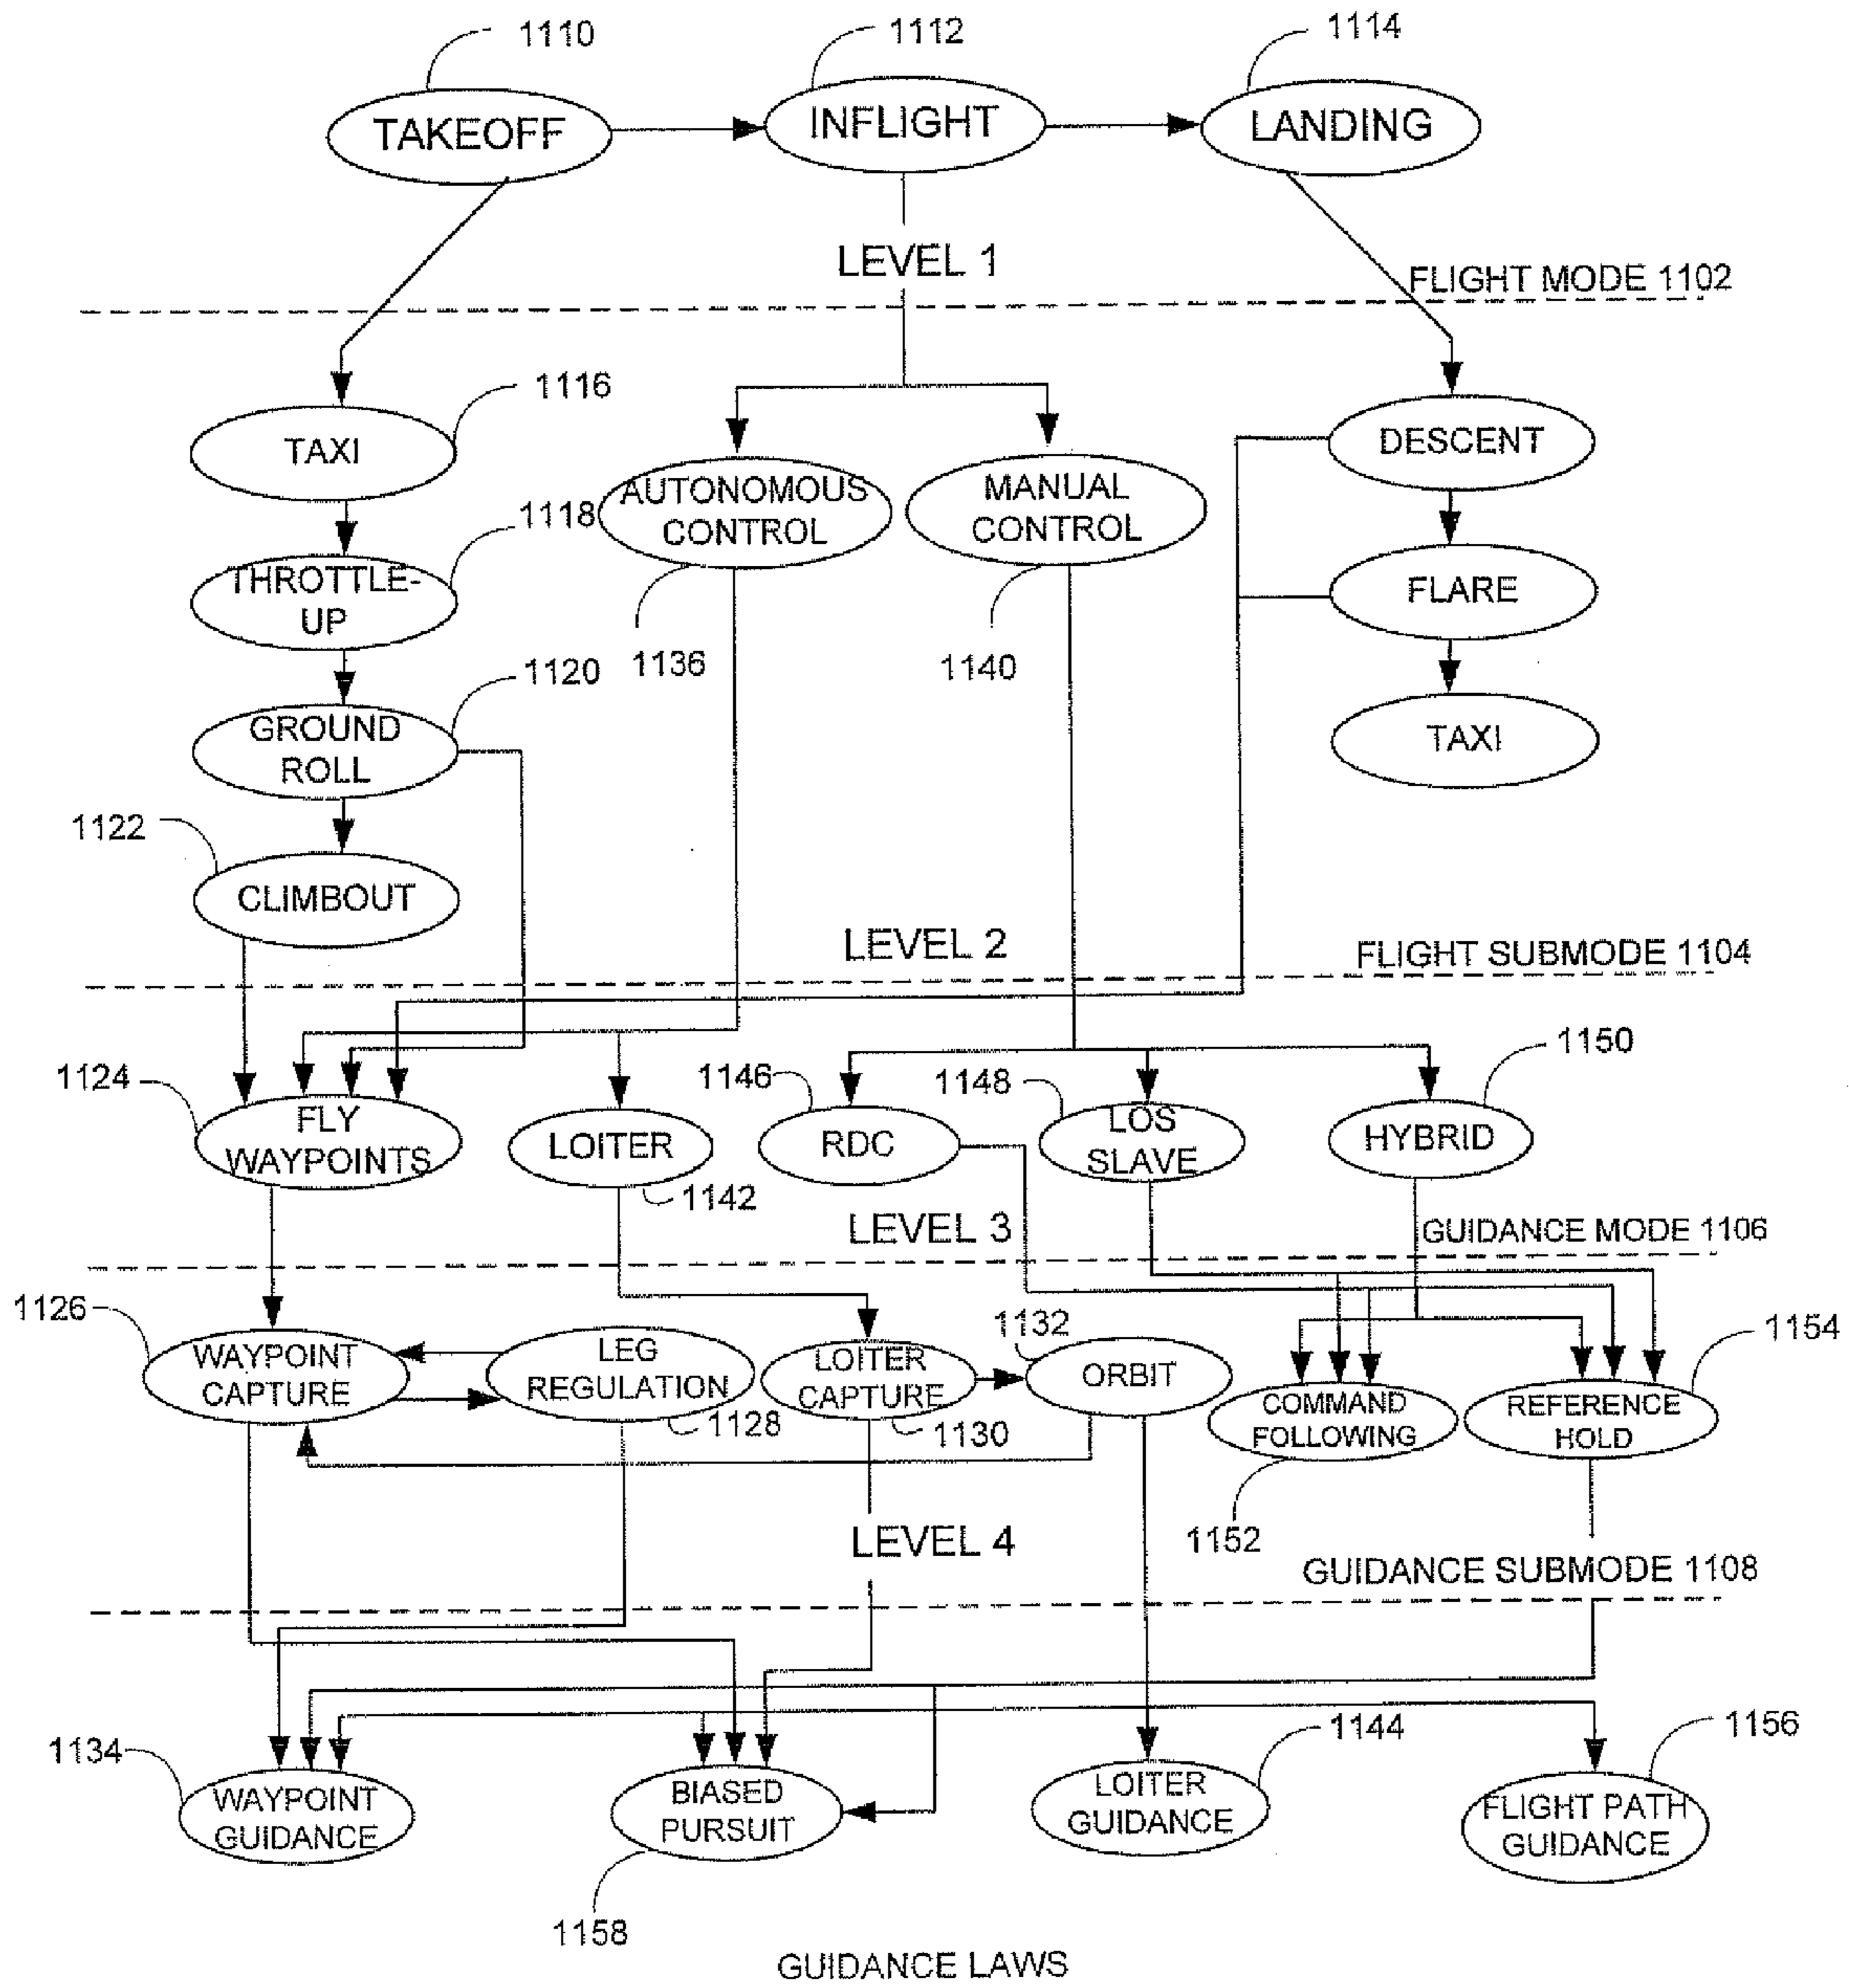 1110
1112
1114
TAKEOFF
INFLIGHT
LANDING
LEVEL 1
FLIGHT MODE 1102
1116
TAXI
DESCENT
AUTONOMOUS
CONTROL
MANUAL
CONTROL
1118
THROTTLE-
UP
FLARE
1136
1140
1120
GROUND
ROLL
TAXI
1122
CLIMBOUT
LEVEL 2
FLIGHT SUBMODE 1104
1124
1146
1148
1150
FLY
WAYPOINTS
LOITER
RDC
LOS
SLAVE
HYBRID
1142
LEVEL 3
GUIDANCE MODE 1106
1126
1132
1154
WAYPOINT
CAPTURE
LEG
REGULATION
LOITER
CAPTURE
ORBIT
COMMAND
FOLLOWING
REFERENCE
HOLD
1128
1130
1152
LEVEL 4
GUIDANCE SUBMODE 1108
1134
1144
1156
WAYPOINT
GUIDANCE
BIASED
PURSUIT
LOITER
GUIDANCE
FLIGHT PATH
GUIDANCE
1158
GUIDANCE LAWS